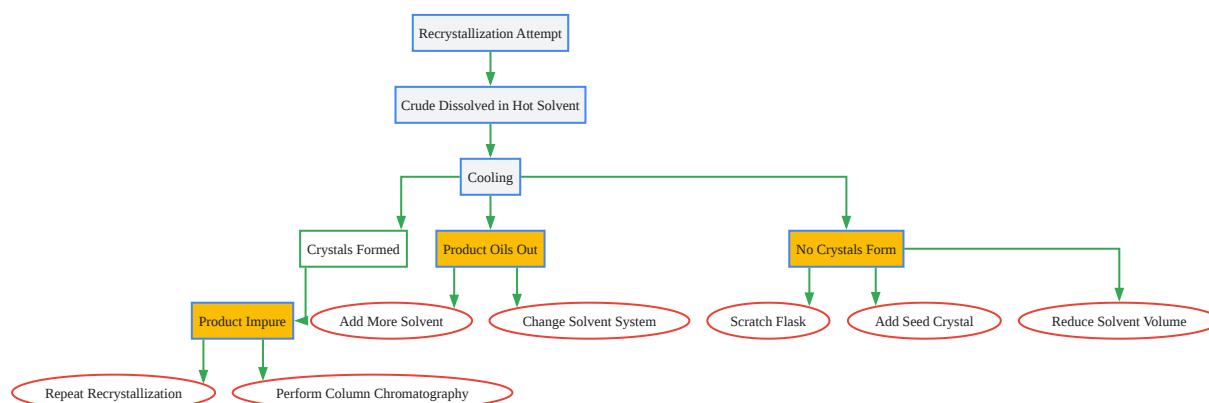 Recrystallization Attempt
Crude Dissolved in Hot Solvent
Cooling
Crystals Formed
Product Oils Out
No Crystals Form
Product Impure
Add More Solvent
Change Solvent System
Scratch Flask
Add Seed Crystal
Reduce Solvent Volume
Repeat Recrystallization
Perform Column Chromatography